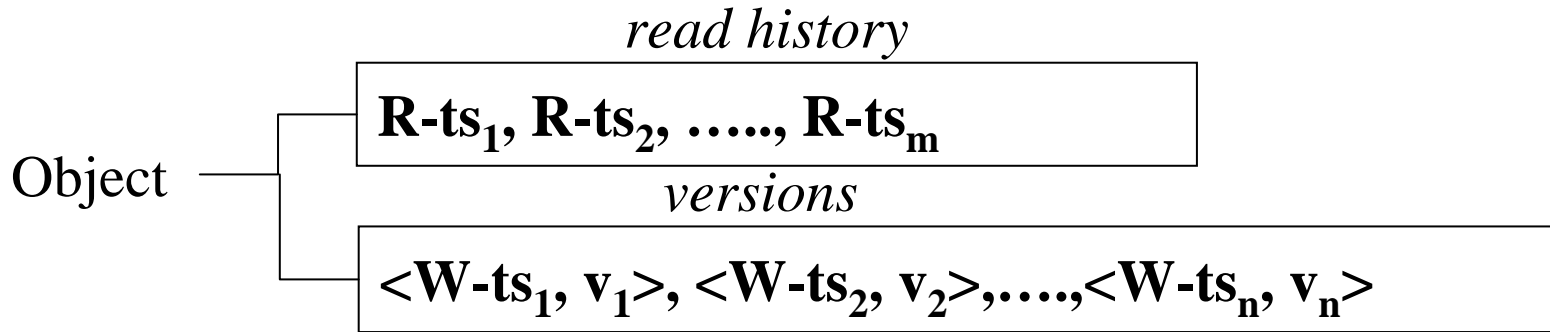 read history
R-ts₁, R-ts₂, ....., R-tsₘ
Object
versions
<W-ts₁, v₁>, <W-ts₂, v₂>,....,<W-tsₙ, vₙ>